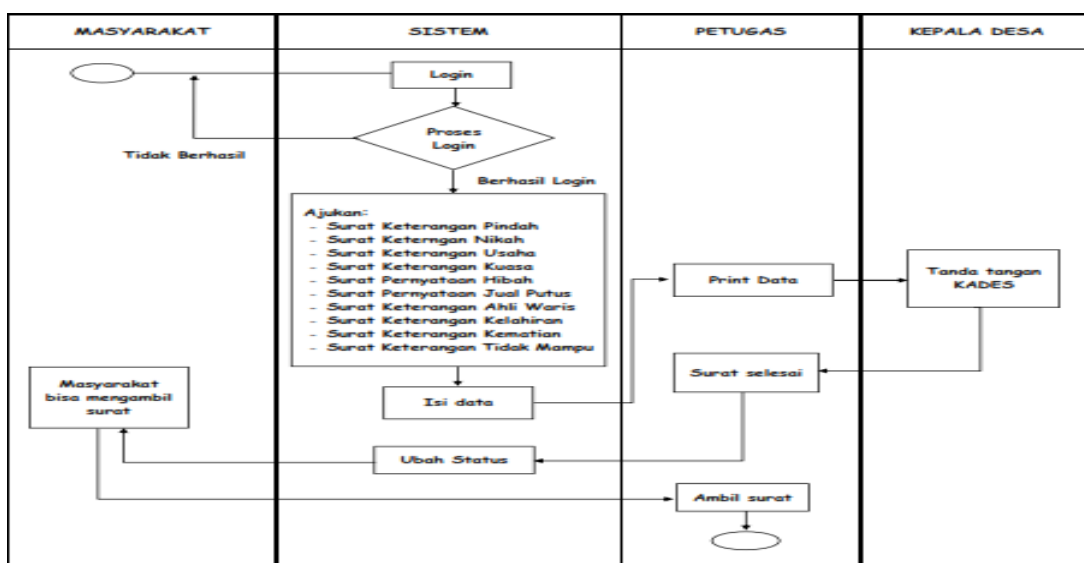 MASYARAKAT
SISTEM
PETUGAS
KEPALA DESA
Login
Proses
Login
Tidak Berhasil
Berhasil Login
Ajukan:
- Surat Keterangan Pindah
- Surat Keterngan Nikah
- Surat Keterangan Usaha
- Surat Keterangan Kuasa
- Surat Pernyataan Hibah
- Surat Pernyataan Jual Putus
- Surat Keterangan Ahli Waris
- Surat Keterangan Kelahiran
- Surat Keterangan Kematian
- Surat Keterangan Tidak Mampu
Isi data
Print Data
Tanda tangan
KADES
Surat selesai
Ubah Status
Masyarakat
bisa mengambil
surat
Ambil surat